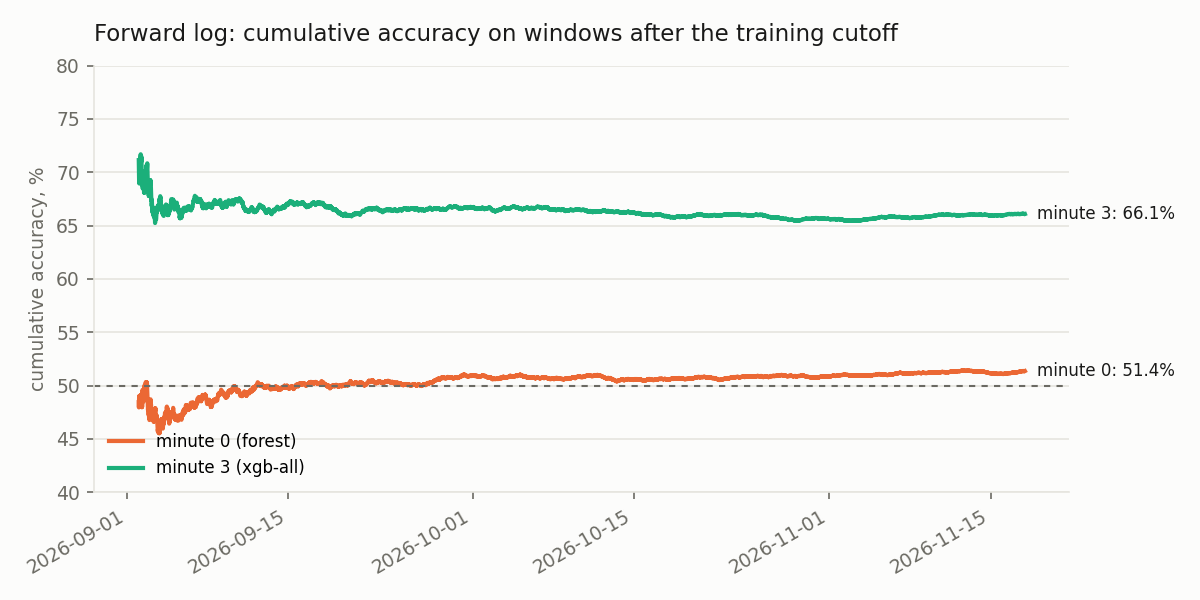 Forward log: cumulative accuracy on windows after the training cutoff
cumulative accuracy, %
80
75
70
65
60
55
50
45
40
minute 3: 66.1%
minute 0: 51.4%
minute 0 (forest)
minute 3 (xgb-all)
2026-09-01
2026-09-15
2026-10-01
2026-10-15
2026-11-01
2026-11-15